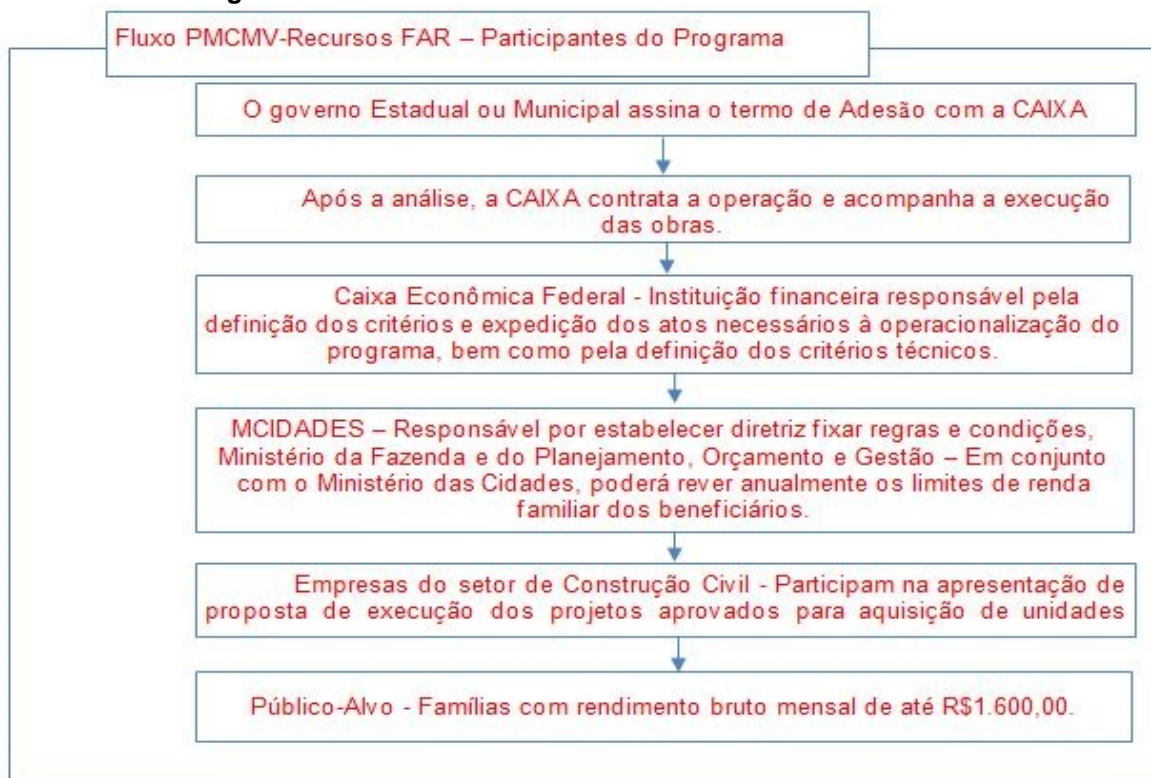 Fluxo PMCMV-Recursos FAR – Participantes do Programa
O governo Estadual ou Municipal assina o termo de Adesão com a CAIXA
Após a análise, a CAIXA contrata a operação e acompanha a execução
das obras.
Caixa Econômica Federal - Instituição financeira responsável pela
definição dos critérios e expedição dos atos necessários à operacionalização do
programa, bem como pela definição dos critérios técnicos.
MCIDADES – Responsável por estabelecer diretriz fixar regras e condições,
Ministério da Fazenda e do Planejamento, Orçamento e Gestão – Em conjunto
com o Ministério das Cidades, poderá rever anualmente os limites de renda
familiar dos beneficiários.
Empresas do setor de Construção Civil - Participam na apresentação de
proposta de execução dos projetos aprovados para aquisição de unidades
Público-Alvo - Famílias com rendimento bruto mensal de até R$1.600,00.